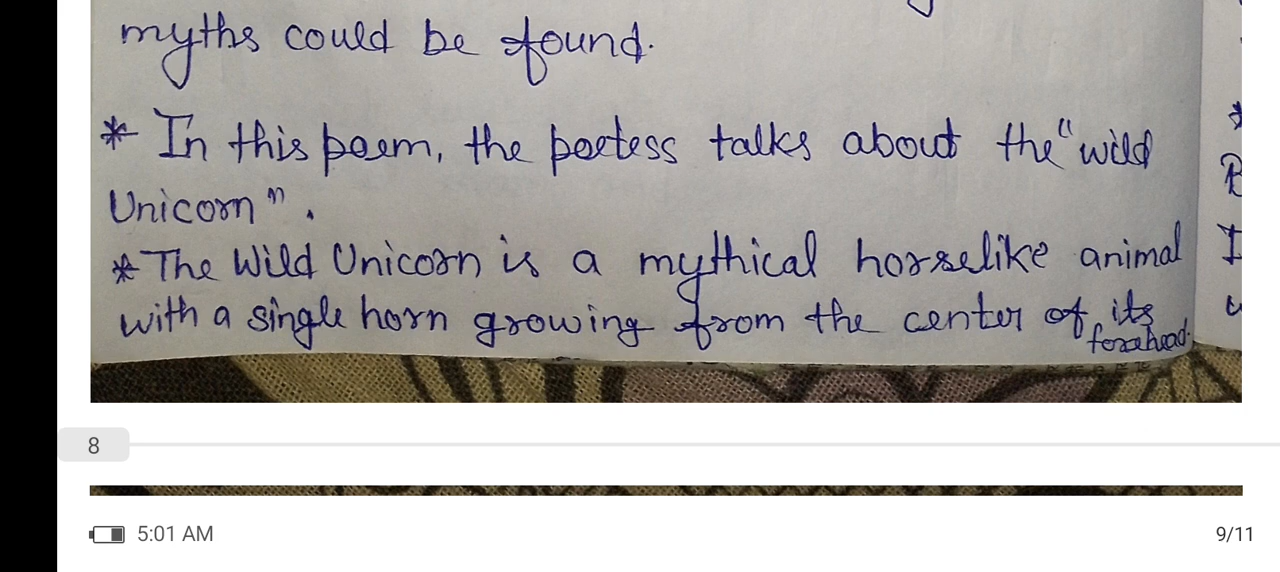 myths could be found.
* In this poem, the poetess talks about the "wild
Unicorn".
* The Wild Unicorn is a mythical horselike animal
with a single horn growing from the center of its
forehead.
8
5:01 AM
9/11